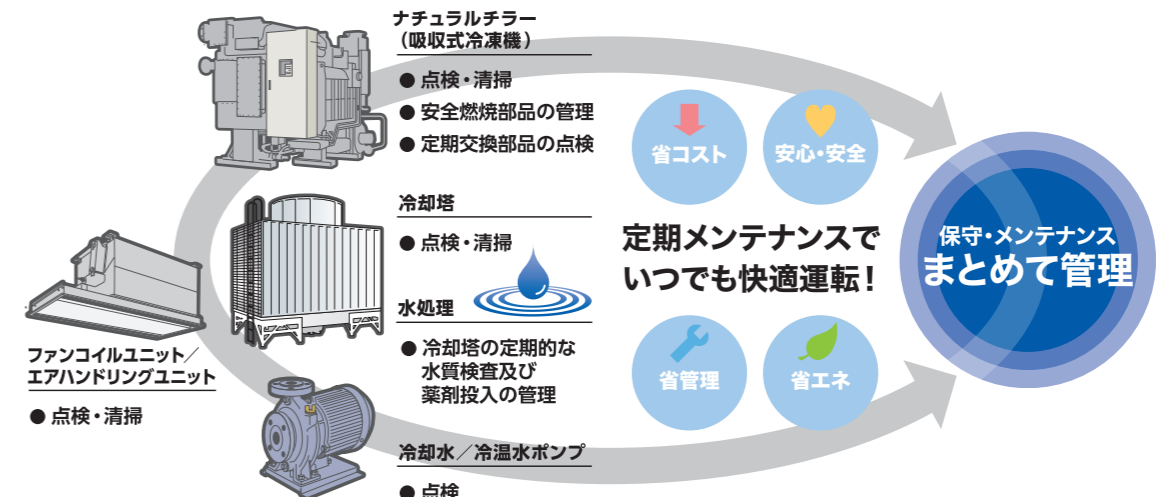 ナチュラルチラー
（吸収式冷凍機）
● 点検・清掃
● 安全燃焼部品の管理
● 定期交換部品の点検
冷却塔
● 点検・清掃
水処理
● 冷却塔の定期的な
水質検査及び
薬剤投入の管理
ファンコイルユニット／
エアハンドリングユニット
● 点検・清掃
冷却水／冷温水ポンプ
● 点検
省コスト
安心・安全
定期メンテナンスで
いつでも快適運転！
省管理
省エネ
保守・メンテナンス
まとめて管理